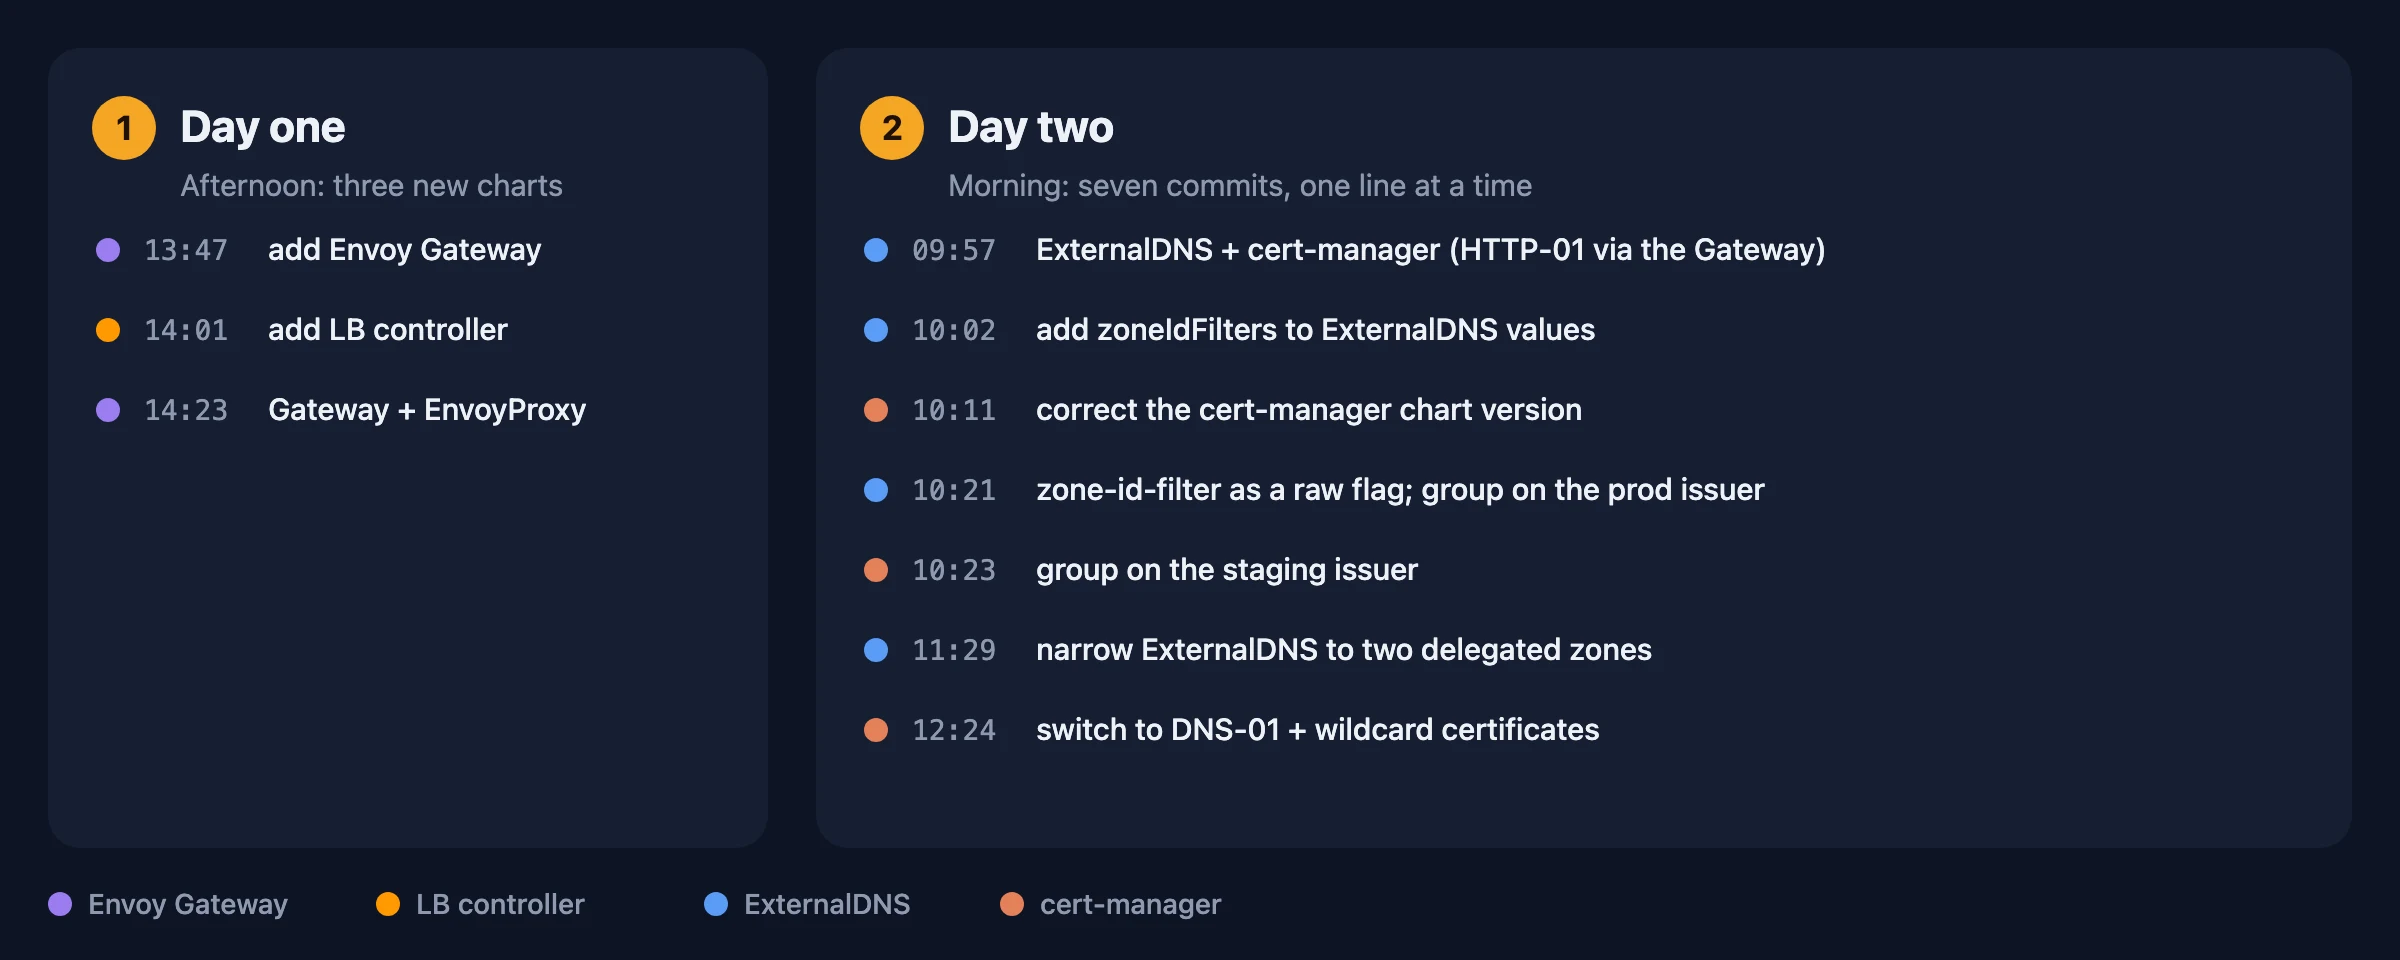 1 Day one
Afternoon: three new charts
13:47 add Envoy Gateway
14:01 add LB controller
14:23 Gateway + EnvoyProxy
2 Day two
Morning: seven commits, one line at a time
09:57 ExternalDNS + cert-manager (HTTP-01 via the Gateway)
10:02 add zoneIdFilters to ExternalDNS values
10:11 correct the cert-manager chart version
10:21 zone-id-filter as a raw flag; group on the prod issuer
10:23 group on the staging issuer
11:29 narrow ExternalDNS to two delegated zones
12:24 switch to DNS-01 + wildcard certificates
Envoy Gateway LB controller ExternalDNS cert-manager